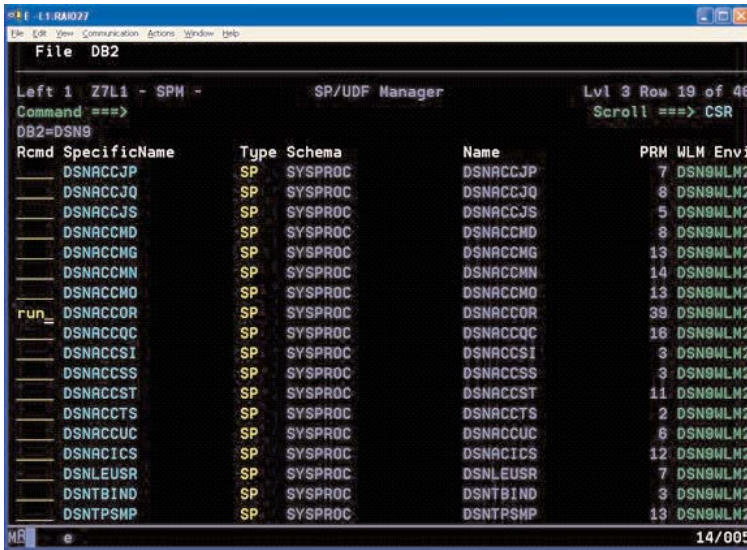 E - L1:RAI027
File Edit View Communication Actions Window Help
File DB2
Left 1 Z7L1 - SPM - SP/UDF Manager Lvl 3 Row 19 of 46
Command ===> Scroll ===> CSR
DB2=DSN9
Rcmd SpecificName Type Schema Name PRM WLM Envi
DSNACCJP SP SYSPROC DSNACCJP 7 DSN9WLM2
DSNACCJQ SP SYSPROC DSNACCJQ 8 DSN9WLM2
DSNACCJS SP SYSPROC DSNACCJS 5 DSN9WLM2
DSNACCMD SP SYSPROC DSNACCMD 8 DSN9WLM2
DSNACCMG SP SYSPROC DSNACCMG 13 DSN9WLM2
DSNACCMN SP SYSPROC DSNACCMN 14 DSN9WLM2
DSNACCMO SP SYSPROC DSNACCMO 13 DSN9WLM2
run_ DSNACCOR SP SYSPROC DSNACCOR 39 DSN9WLM2
DSNACCQC SP SYSPROC DSNACCQC 16 DSN9WLM2
DSNACCSI SP SYSPROC DSNACCSI 3 DSN9WLM2
DSNACCSS SP SYSPROC DSNACCSS 3 DSN9WLM2
DSNACCST SP SYSPROC DSNACCST 11 DSN9WLM2
DSNACCTS SP SYSPROC DSNACCTS 2 DSN9WLM2
DSNACCUC SP SYSPROC DSNACCUC 6 DSN9WLM2
DSNACICS SP SYSPROC DSNACICS 12 DSN9WLM2
DSNLEUSR SP SYSPROC DSNLEUSR 7 DSN9WLM2
DSNTBIND SP SYSPROC DSNTBIND 3 DSN9WLM2
DSNTPSMP SP SYSPROC DSNTPSMP 13 DSN9WLM2
MA e 14/005